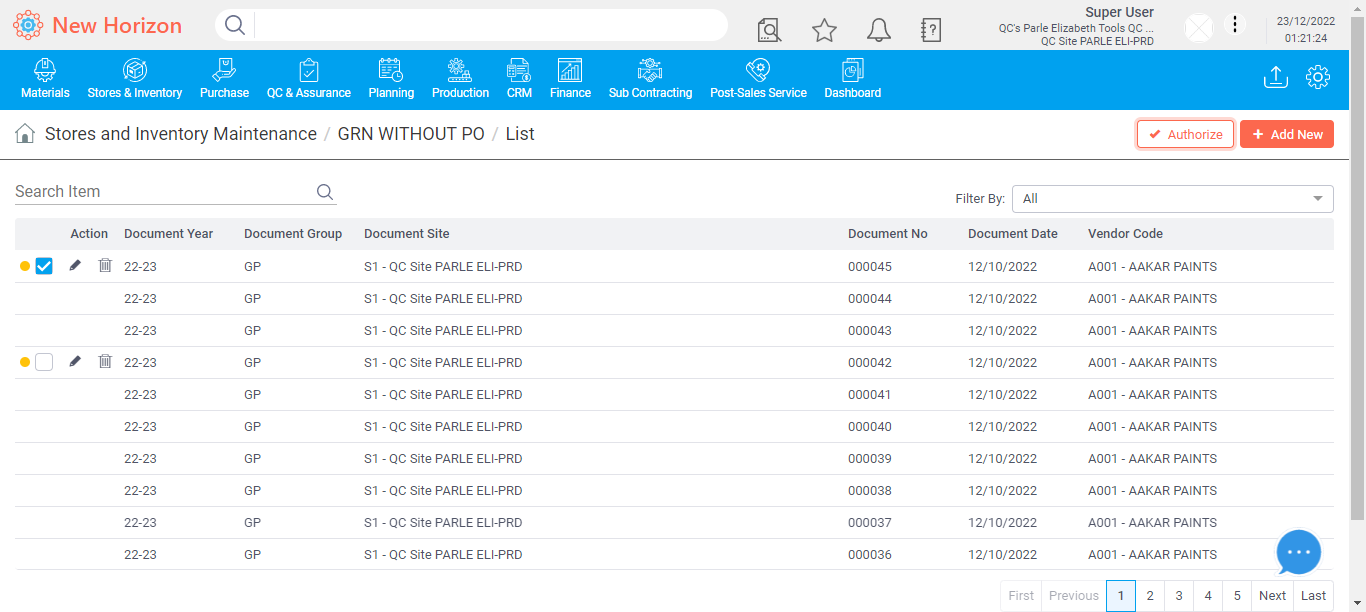 New Horizon
Super User
QC's Parle Elizabeth Tools QC ...
QC Site PARLE ELI-PRD
23/12/2022
01:21:24
Materials Stores & Inventory Purchase QC & Assurance Planning Production CRM Finance Sub Contracting Post-Sales Service Dashboard
Stores and Inventory Maintenance / GRN WITHOUT PO / List
Authorize + Add New
Search Item
Filter By: All
Action Document Year Document Group Document Site Document No Document Date Vendor Code
22-23 GP S1 - QC Site PARLE ELI-PRD 000045 12/10/2022 A001 - AAKAR PAINTS
22-23 GP S1 - QC Site PARLE ELI-PRD 000044 12/10/2022 A001 - AAKAR PAINTS
22-23 GP S1 - QC Site PARLE ELI-PRD 000043 12/10/2022 A001 - AAKAR PAINTS
22-23 GP S1 - QC Site PARLE ELI-PRD 000042 12/10/2022 A001 - AAKAR PAINTS
22-23 GP S1 - QC Site PARLE ELI-PRD 000041 12/10/2022 A001 - AAKAR PAINTS
22-23 GP S1 - QC Site PARLE ELI-PRD 000040 12/10/2022 A001 - AAKAR PAINTS
22-23 GP S1 - QC Site PARLE ELI-PRD 000039 12/10/2022 A001 - AAKAR PAINTS
22-23 GP S1 - QC Site PARLE ELI-PRD 000038 12/10/2022 A001 - AAKAR PAINTS
22-23 GP S1 - QC Site PARLE ELI-PRD 000037 12/10/2022 A001 - AAKAR PAINTS
22-23 GP S1 - QC Site PARLE ELI-PRD 000036 12/10/2022 A001 - AAKAR PAINTS
First Previous 1 2 3 4 5 Next Last